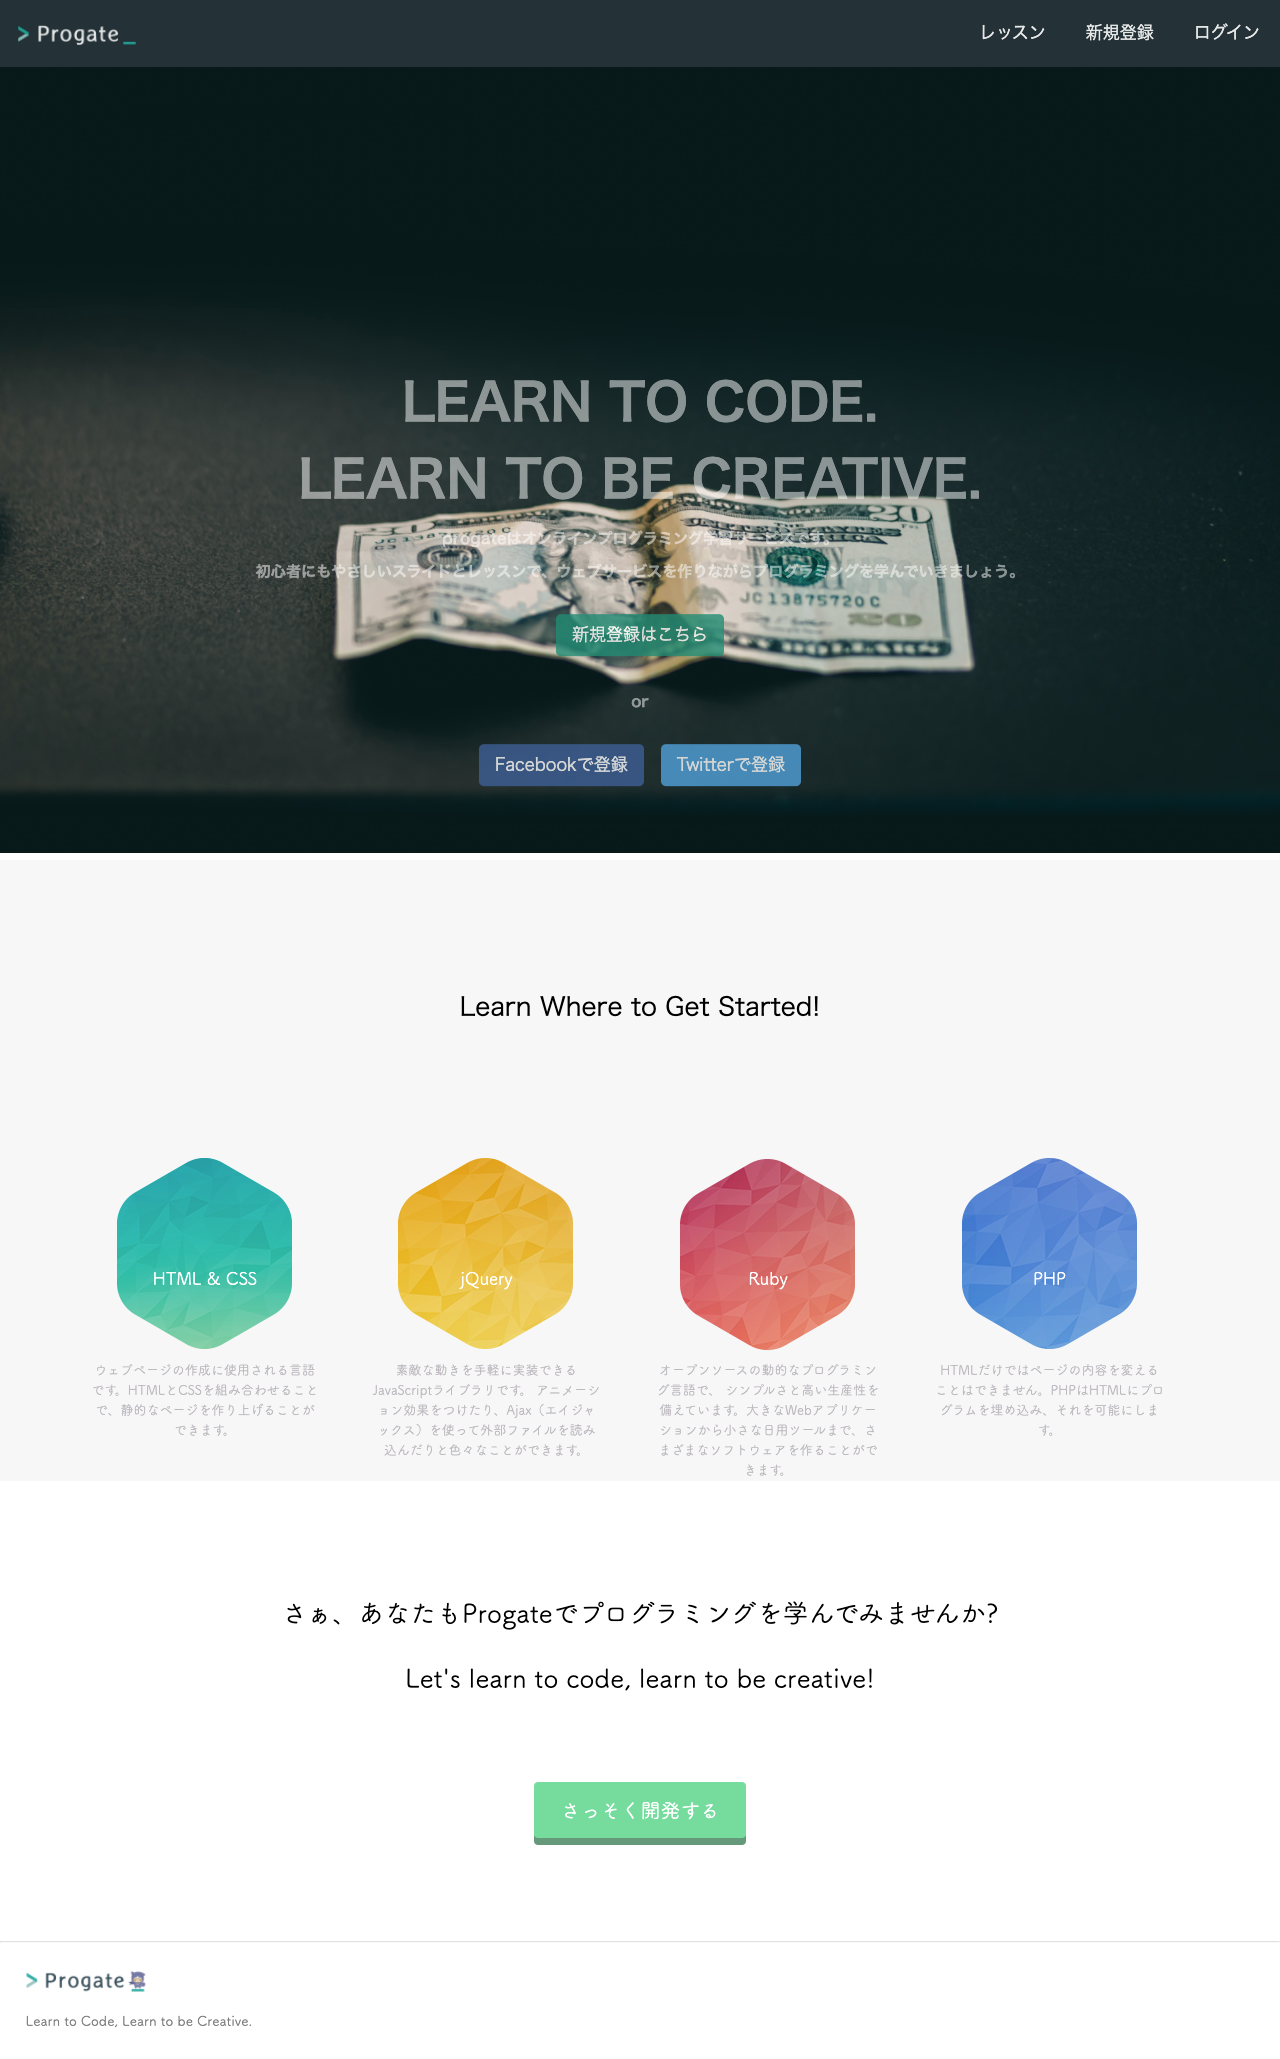 > Progate_
レッスン 新規登録 ログイン
LEARN TO CODE.
LEARN TO BE CREATIVE.
progateはオンラインプログラミング学習サービスです。
初心者にもやさしいスライドとレッスンで、ウェブサービスを作りながらプログラミングを学んでいきましょう。
20
20
JC 13875720 C
20
新規登録はこちら
or
Facebookで登録 Twitterで登録
Learn Where to Get Started!
HTML & CSS
ウェブページの作成に使用される言語
です。HTMLとCSSを組み合わせること
で、静的なページを作り上げることが
できます。
jQuery
素敵な動きを手軽に実装できる
JavaScriptライブラリです。 アニメーシ
ョン効果をつけたり、Ajax（エイジャ
ックス）を使って外部ファイルを読み
込んだりと色々なことができます。
Ruby
オープンソースの動的なプログラミン
グ言語で、 シンプルさと高い生産性を
備えています。大きなWebアプリケー
ションから小さな日用ツールまで、さ
まざまなソフトウェアを作ることがで
きます。
PHP
HTMLだけではページの内容を変える
ことはできません。PHPはHTMLにプロ
グラムを埋め込み、それを可能にしま
す。
さぁ、あなたもProgateでプログラミングを学んでみませんか?
Let's learn to code, learn to be creative!
さっそく開発する
> Progate
Learn to Code, Learn to be Creative.